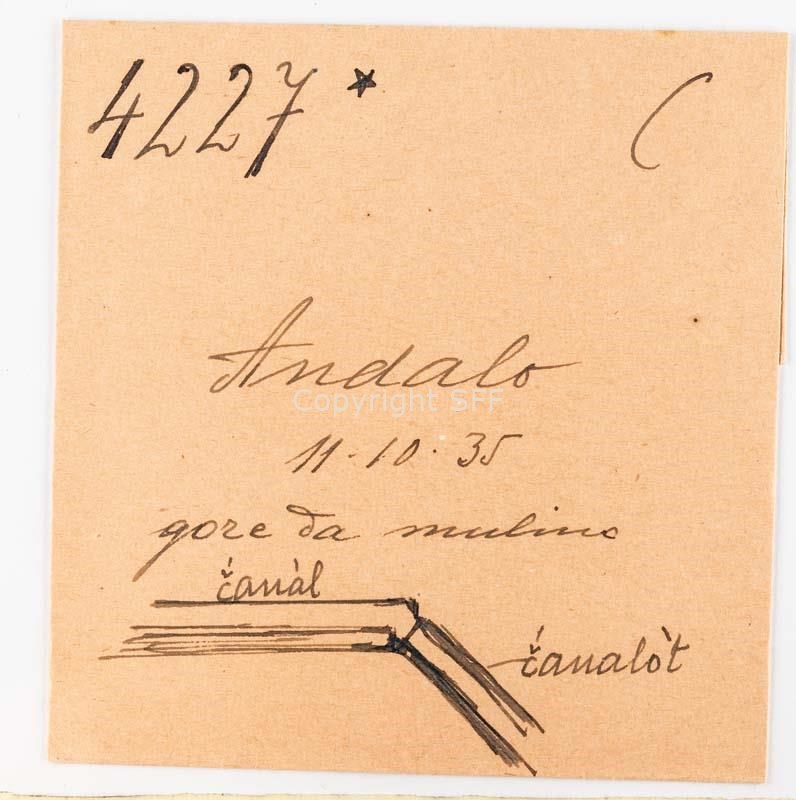 4227* C
Andalo
Copyright SFF
11·10·35
gore da mulino
čanàl
čanalòt